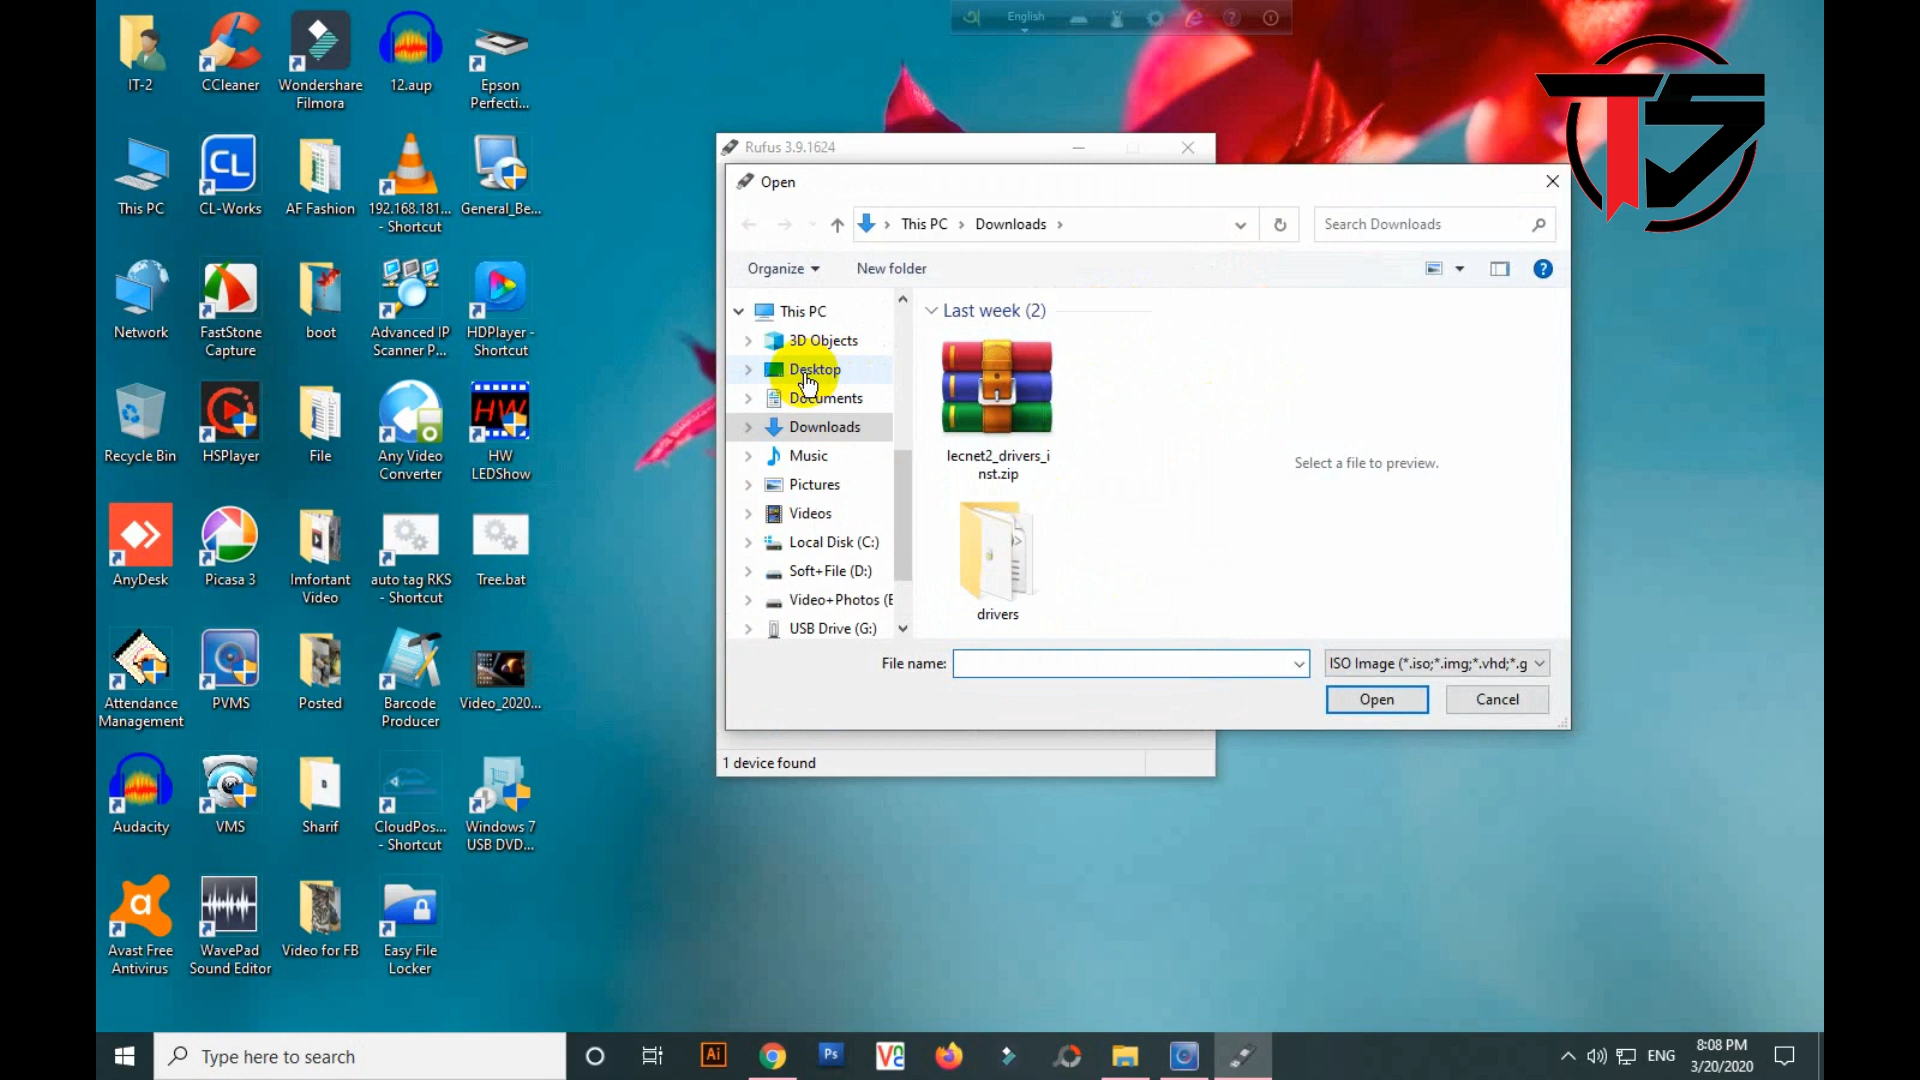 IT-2
CCleaner
Wondershare
Filmora
12.aup
Epson
Perfecti...
This PC
CL
CL-Works
AF Fashion
192.168.181...
- Shortcut
General_Be...
Network
FastStone
Capture
boot
Advanced IP
Scanner P...
HDPlayer -
Shortcut
Recycle Bin
HSPlayer
File
Any Video
Converter
HW
HW
LEDShow
AnyDesk
Picasa 3
Imfortant
Video
auto tag RKS
- Shortcut
Tree.bat
Attendance
Management
PVMS
Posted
Barcode
Producer
Video_2020...
Audacity
VMS
Sharif
CloudPos...
- Shortcut
Windows 7
USB DVD...
Avast Free
Antivirus
WavePad
Sound Editor
Video for FB
Easy File
Locker
English
Rufus 3.9.1624
Open
This PC
Downloads
Search Downloads
Organize
New folder
This PC
3D Objects
Desktop
Documents
Downloads
Music
Pictures
Videos
Local Disk (C:)
Soft+File (D:)
Video+Photos (E
USB Drive (G:)
Last week (2)
lecnet2_drivers_i
nst.zip
drivers
Select a file to preview.
File name:
ISO Image (*.iso;*.img;*.vhd;*.g
Open
Cancel
1 device found
Type here to search
Ai
Ps
ENG
8:08 PM
3/20/2020